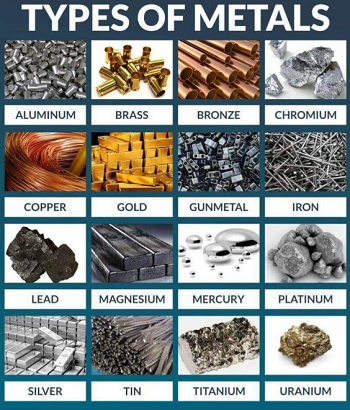 TYPES OF METALS
ALUMINUM BRASS BRONZE CHROMIUM
COPPER GOLD GUNMETAL IRON
LEAD MAGNESIUM MERCURY PLATINUM
SILVER TIN TITANIUM URANIUM